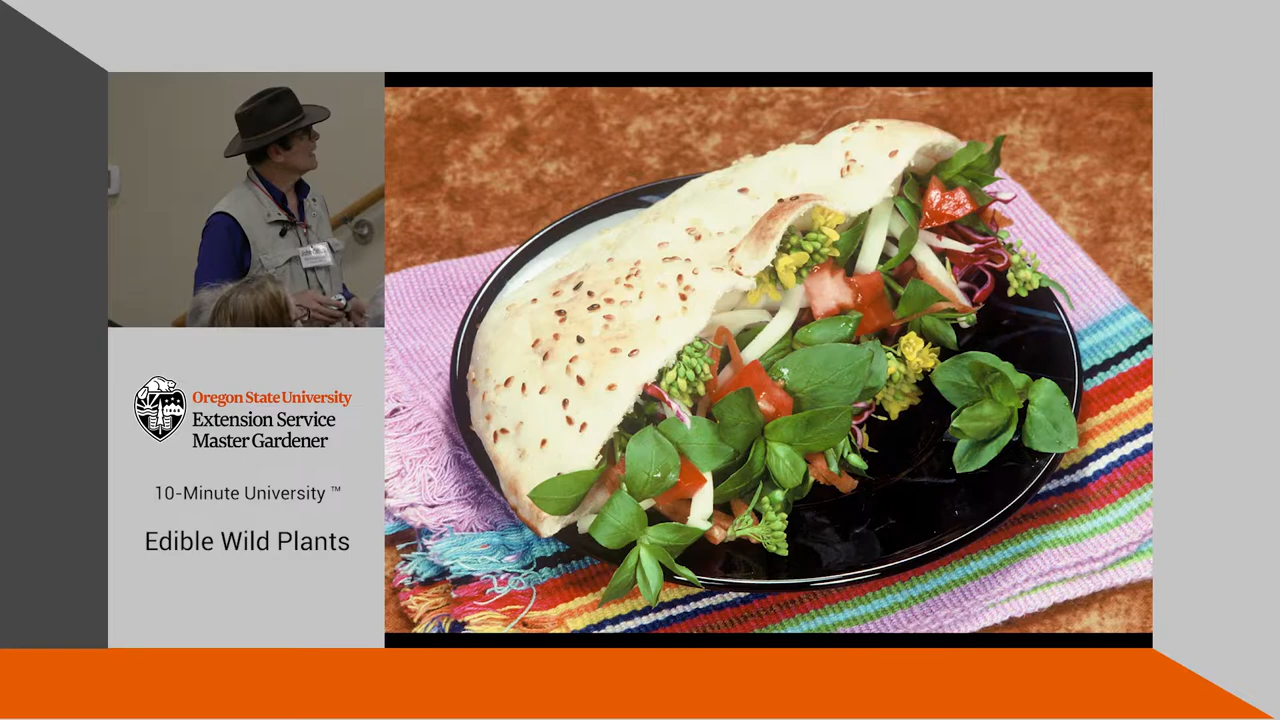 Oregon State University
Extension Service
Master Gardener
10-Minute University ™
Edible Wild Plants